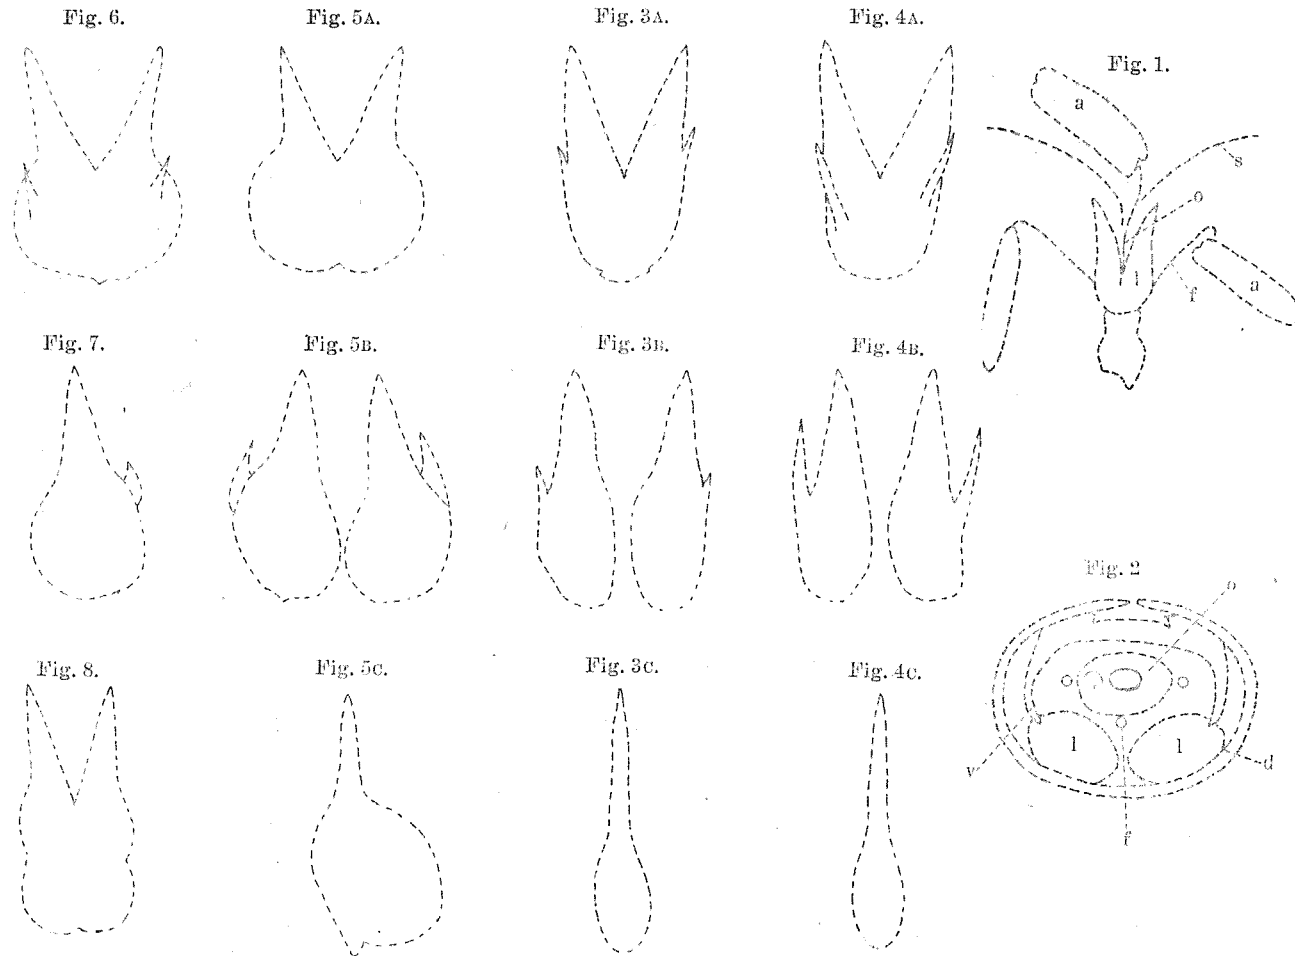 Fig. 6.
Fig. 5A.
Fig. 3A.
Fig. 4A.
Fig. 1.
a
s
o
l
f
a
Fig. 7.
Fig. 5B.
Fig. 3B.
Fig. 4B.
Fig. 2
o
Fig. 8.
Fig. 5C.
Fig. 3C.
Fig. 4C.
l
l
v
d
f